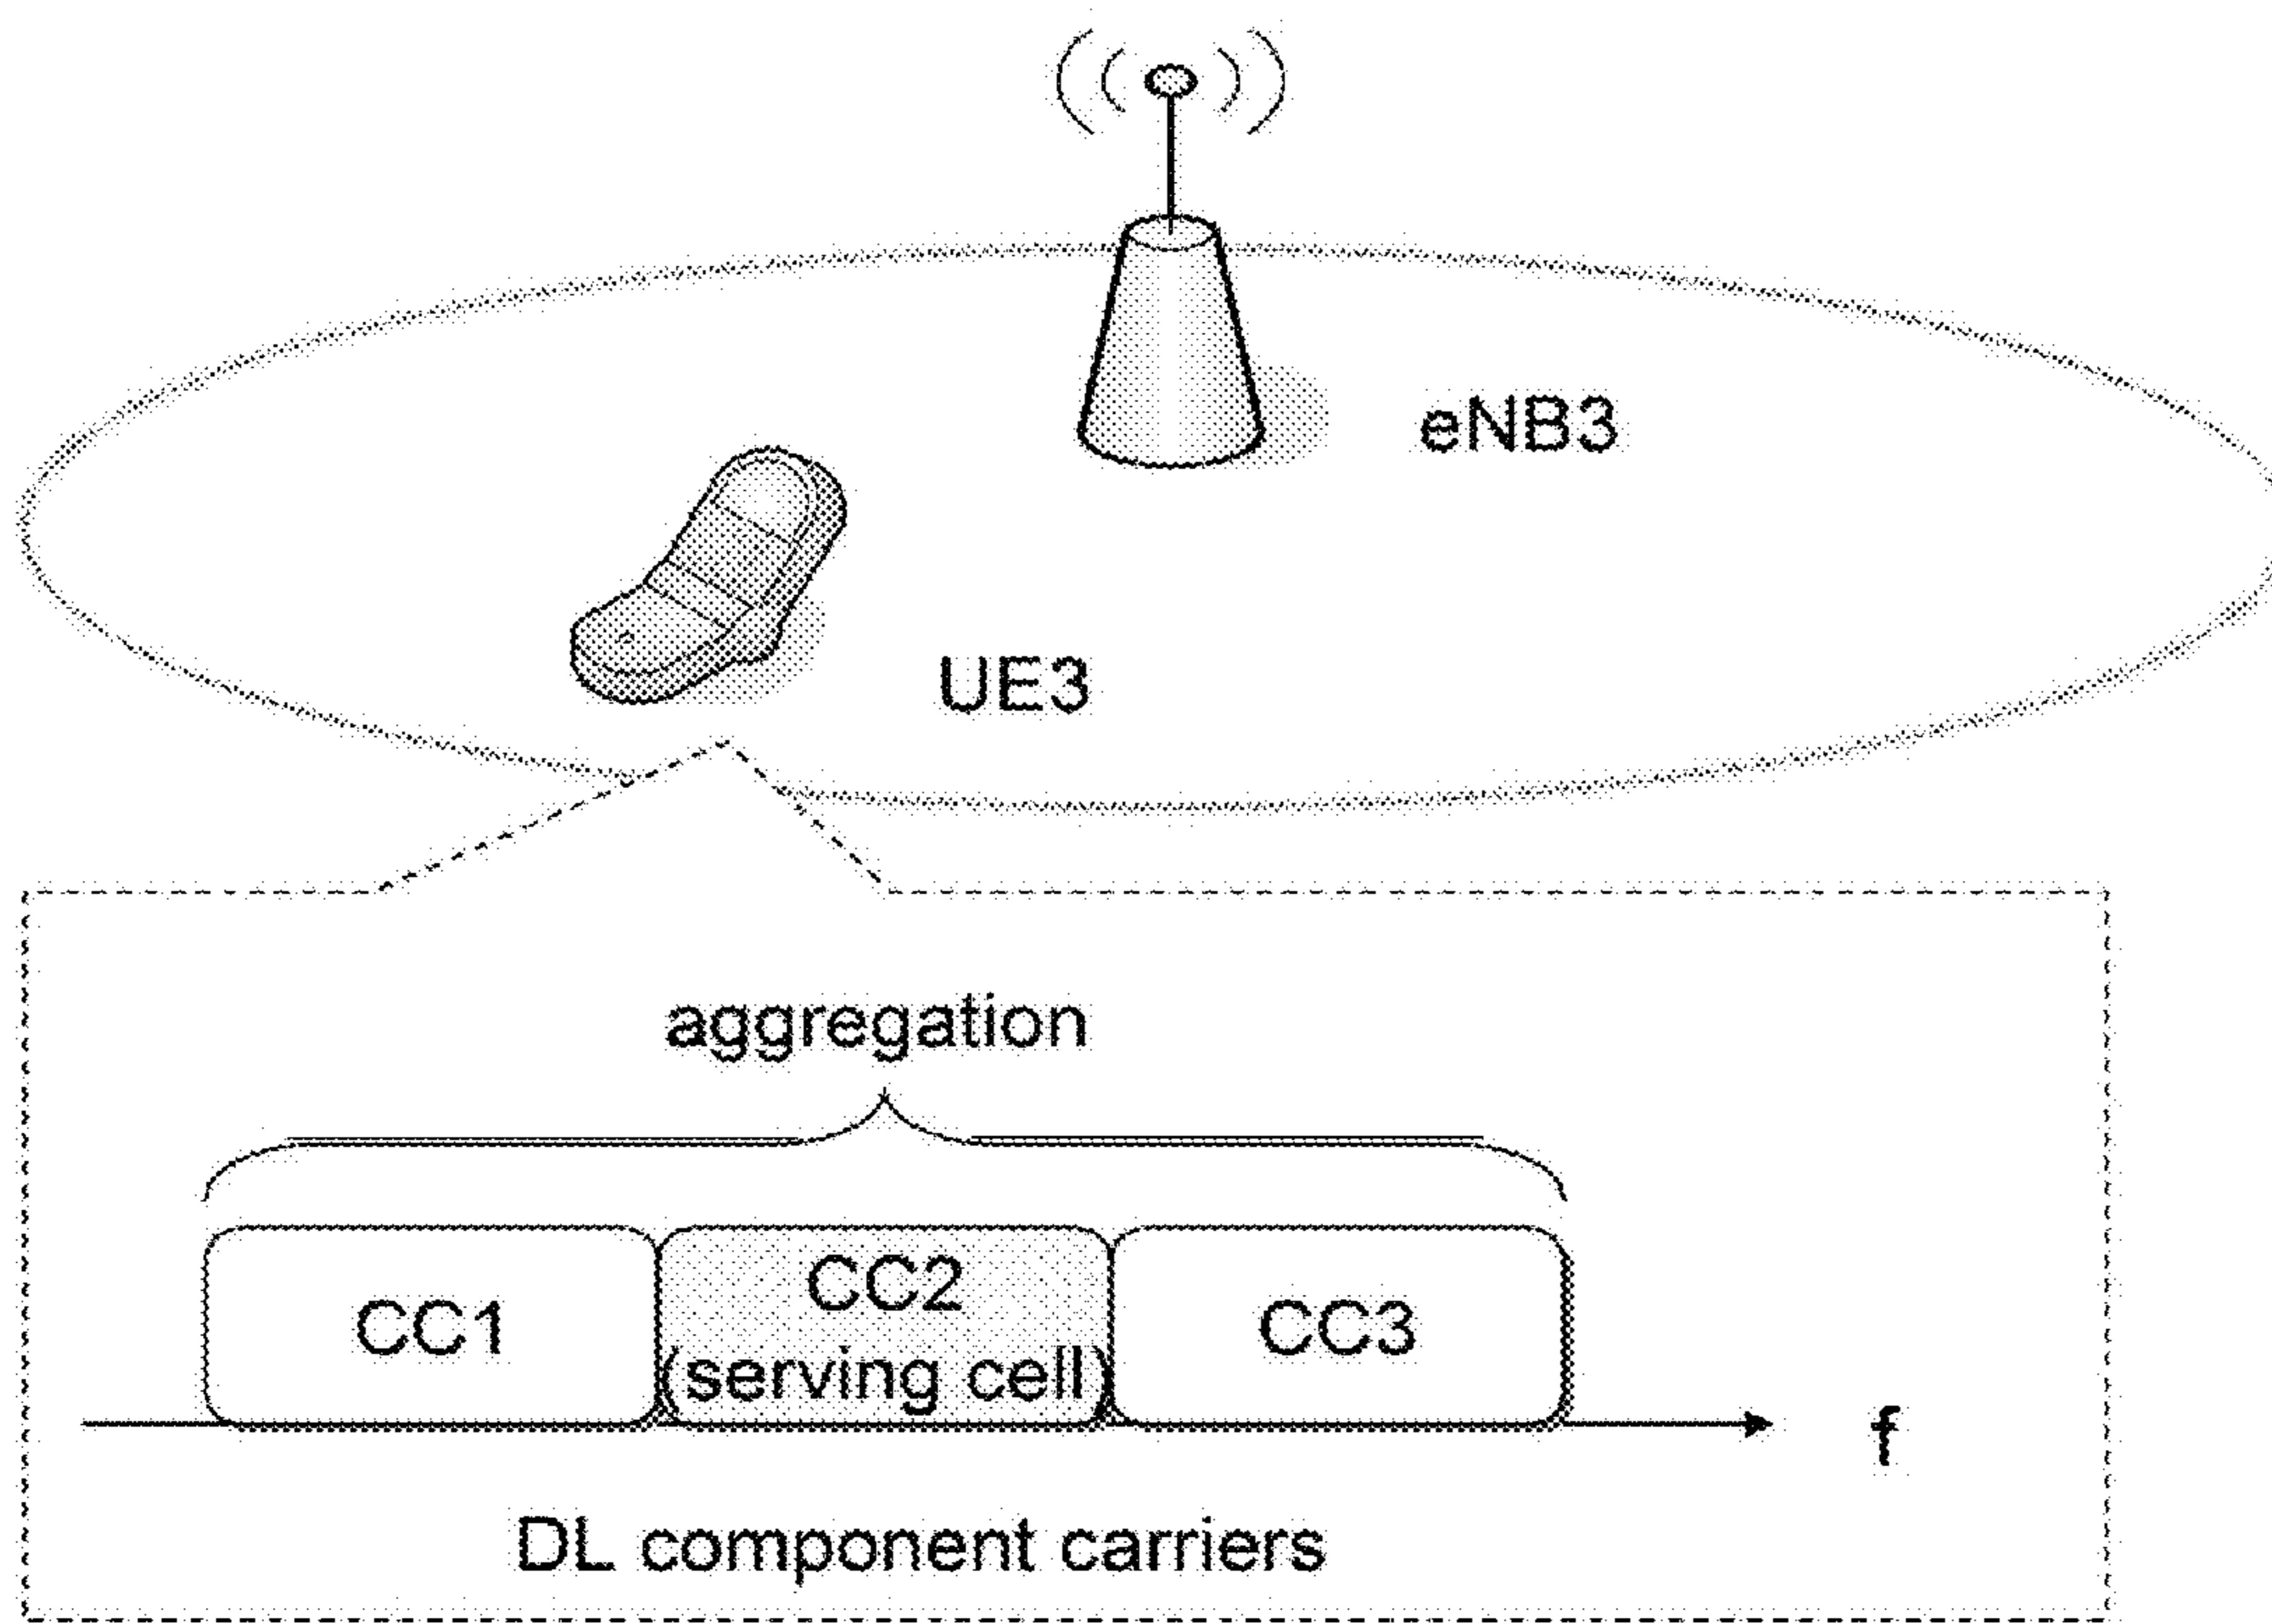 eNB3
UE3
aggregation
CC1
CC2
(serving cell)
CC3
f
DL component carriers